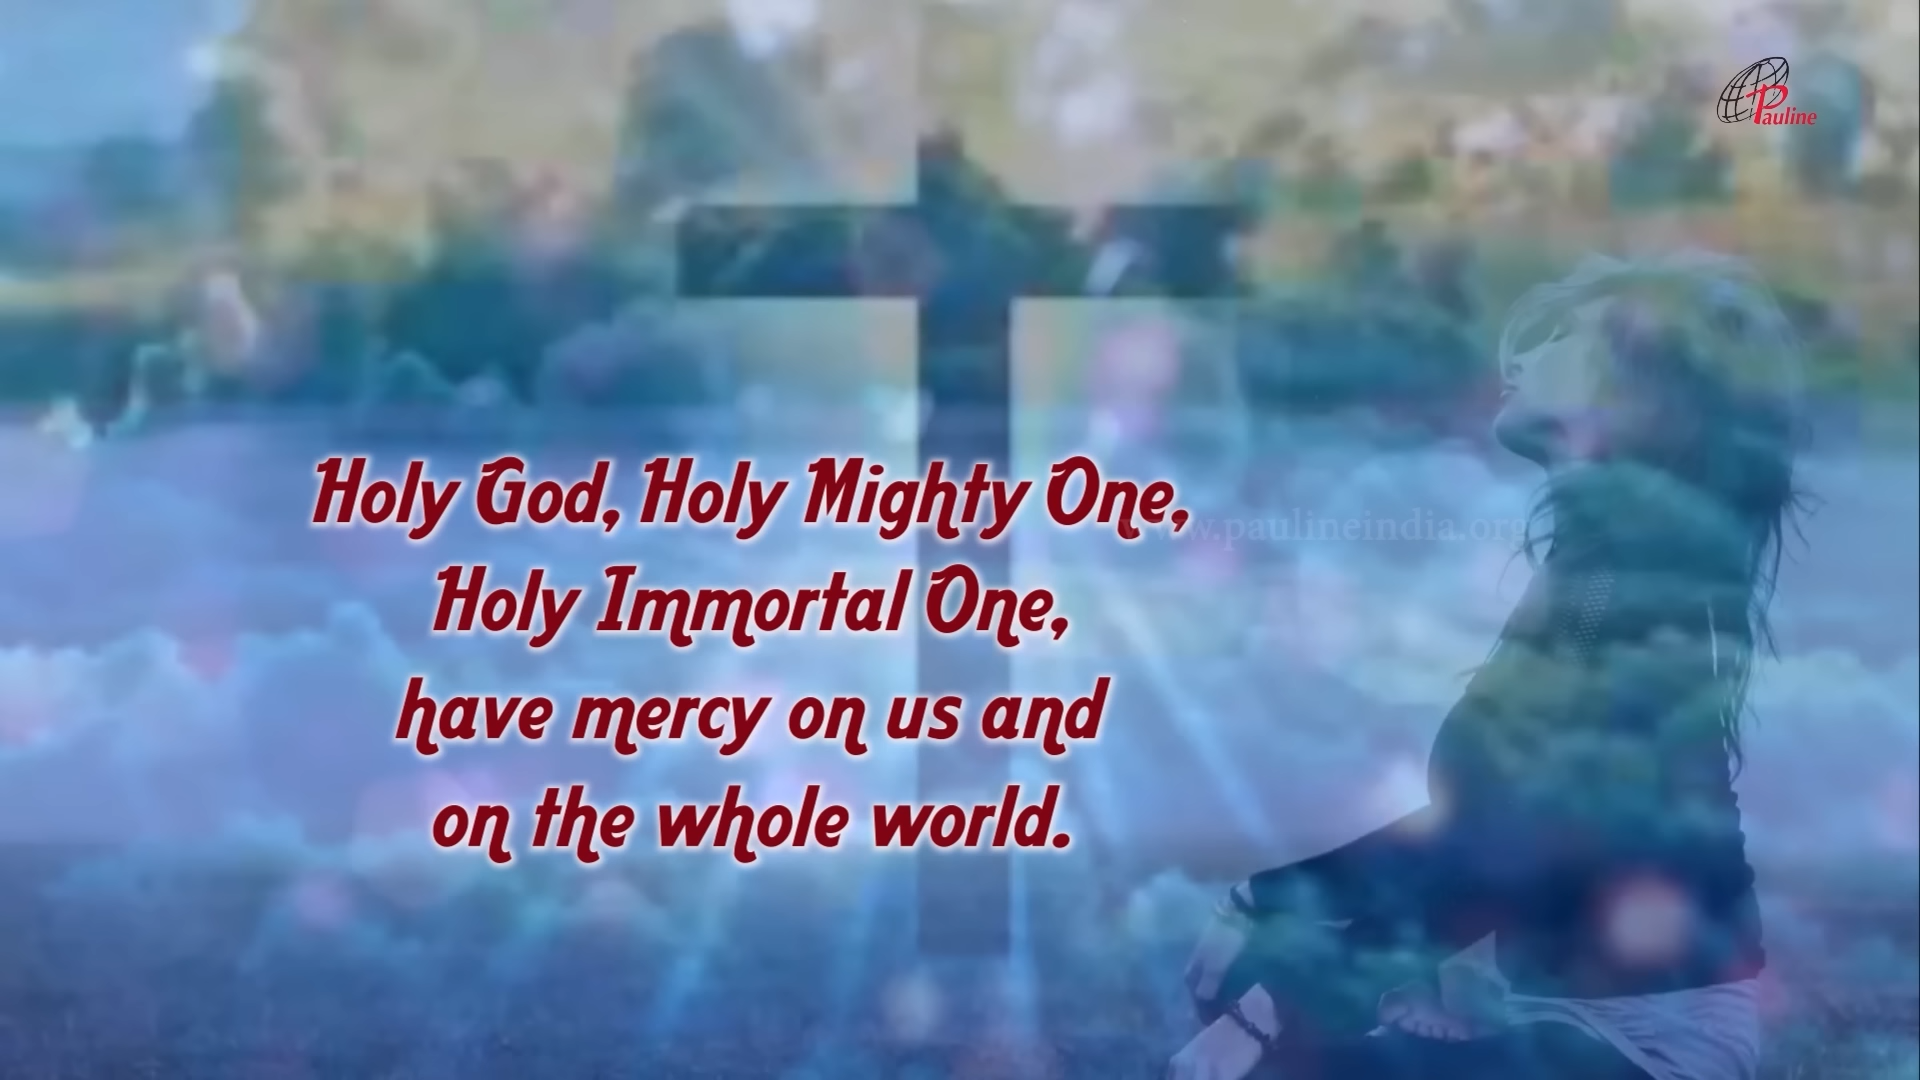 Pauline
Holy God, Holy Mighty One,
www.paulineindia.org
Holy Immortal One,
have mercy on us and
on the whole world.